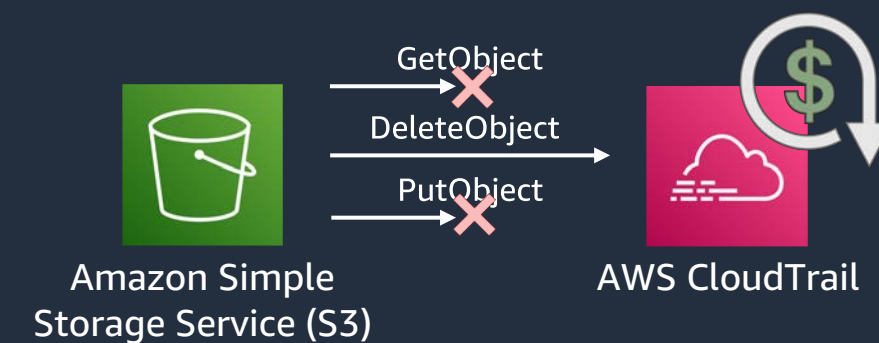 GetObject
DeleteObject
PutObject
$
Amazon Simple
Storage Service (S3)
AWS CloudTrail